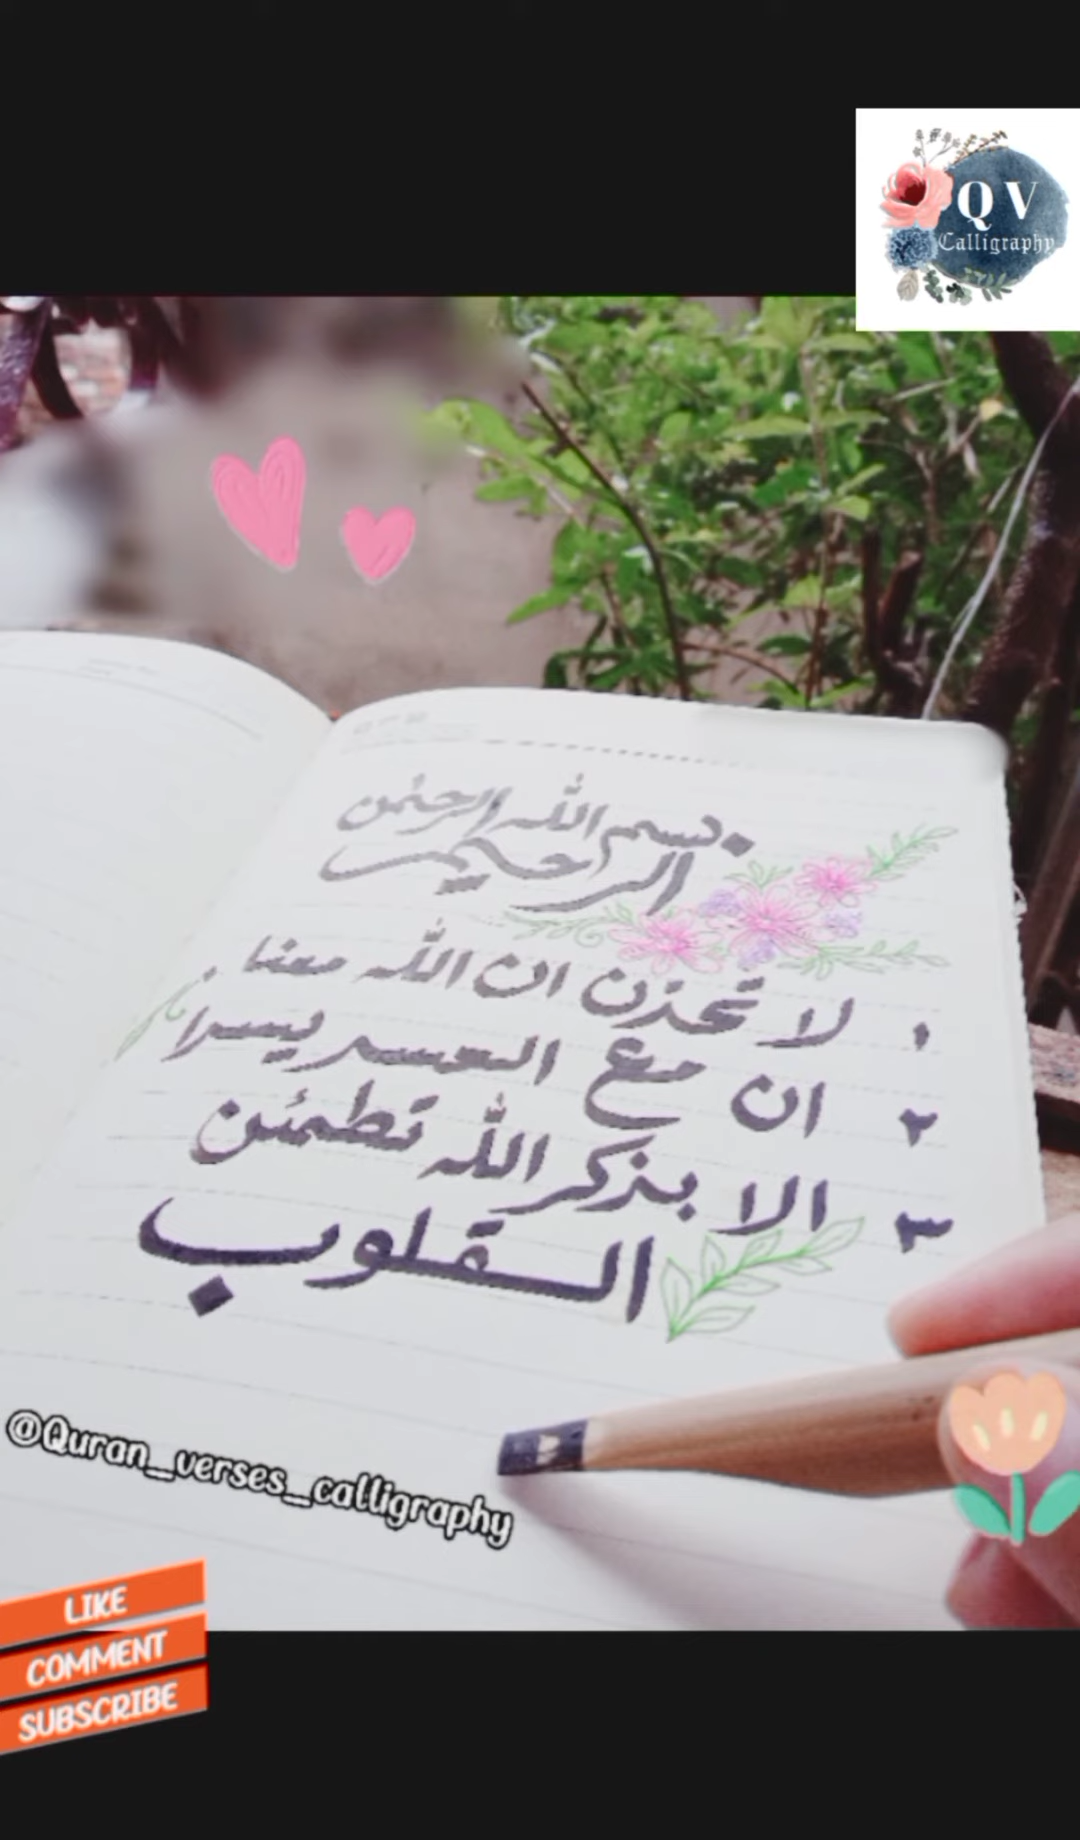 QV
Calligraphy
بسم الله الرحمٰن
الرحيم
١ لا تحزن ان الله معنا
٢ ان مع العسر يسرا
٣ الا بذكر الله تطمئن
القلوب
@Quran_verses_calligraphy
LIKE
COMMENT
SUBSCRIBE